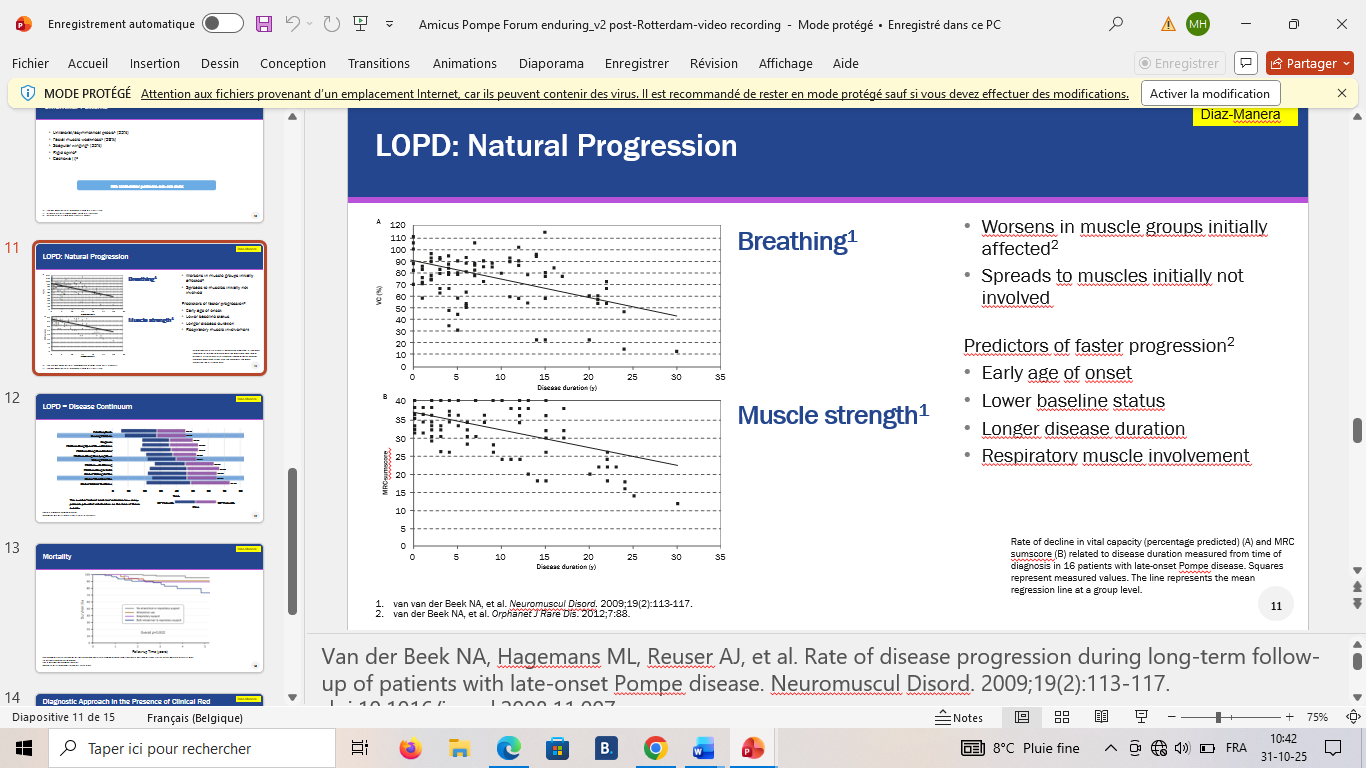 Enregistrement automatique
Amicus Pompe Forum enduring_v2 post-Rotterdam-video recording - Mode protégé • Enregistré dans ce PC
MH
Fichier Accueil Insertion Dessin Conception Transitions Animations Diaporama Enregistrer Révision Affichage Aide
Enregistrer
Partager
MODE PROTÉGÉ Attention aux fichiers provenant d'un emplacement Internet, car ils peuvent contenir des virus. Il est recommandé de rester en mode protégé sauf si vous devez effectuer des modifications.
Activer la modification
11
LOPD: Natural Progression
Breathing¹
Muscle strength¹
12
LOPD = Disease Continuum
13
Mortality
14
Diagnostic Approach in the Presence of Clinical Red
Diaz-Manera
LOPD: Natural Progression
A
120
110
100
90
80
70
60
50
40
30
20
10
0
VC (%)
0 5 10 15 20 25 30 35
Disease duration (y)
Breathing¹
B
40
35
30
25
20
15
10
5
0
MRC sumscore
0 5 10 15 20 25 30 35
Disease duration (y)
Muscle strength¹
• Worsens in muscle groups initially
affected²
• Spreads to muscles initially not
involved
Predictors of faster progression²
• Early age of onset
• Lower baseline status
• Longer disease duration
• Respiratory muscle involvement
Rate of decline in vital capacity (percentage predicted) (A) and MRC
sumscore (B) related to disease duration measured from time of
diagnosis in 16 patients with late-onset Pompe disease. Squares
represent measured values. The line represents the mean
regression line at a group level.
11
1. van van der Beek NA, et al. Neuromuscul Disord. 2009;19(2):113-117.
2. van der Beek NA, et al. Orphanet J Rare Dis. 2012;7:88.
Van der Beek NA, Hagemans ML, Reuser AJ, et al. Rate of disease progression during long-term follow-
up of patients with late-onset Pompe disease. Neuromuscul Disord. 2009;19(2):113-117.
Diapositive 11 de 15
Français (Belgique)
Notes
75%
Taper ici pour rechercher
8°C Pluie fine
FRA
10:42
31-10-25